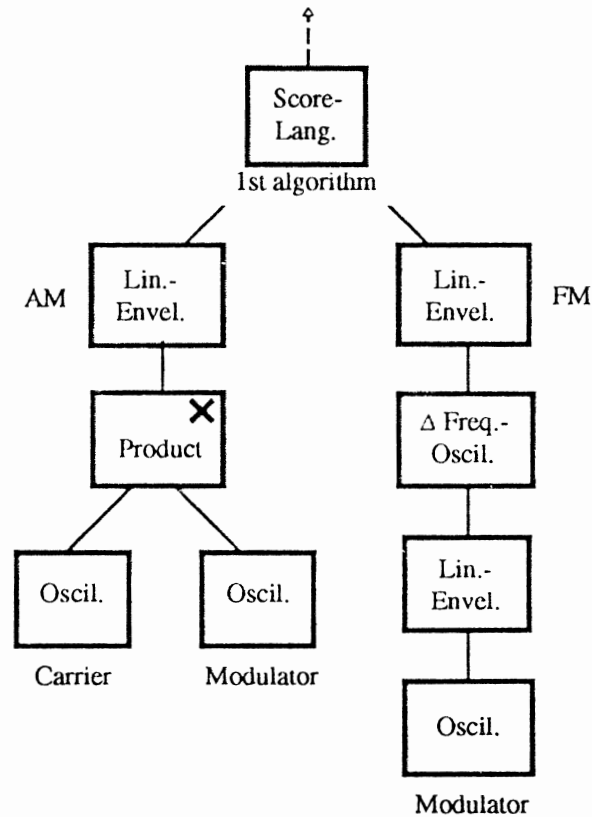 Score-
Lang.
1st algorithm
AM
Lin.-
Envel.
Lin.-
Envel.
FM
Product
Δ Freq.-
Oscil.
Oscil.
Oscil.
Lin.-
Envel.
Carrier
Modulator
Oscil.
Modulator